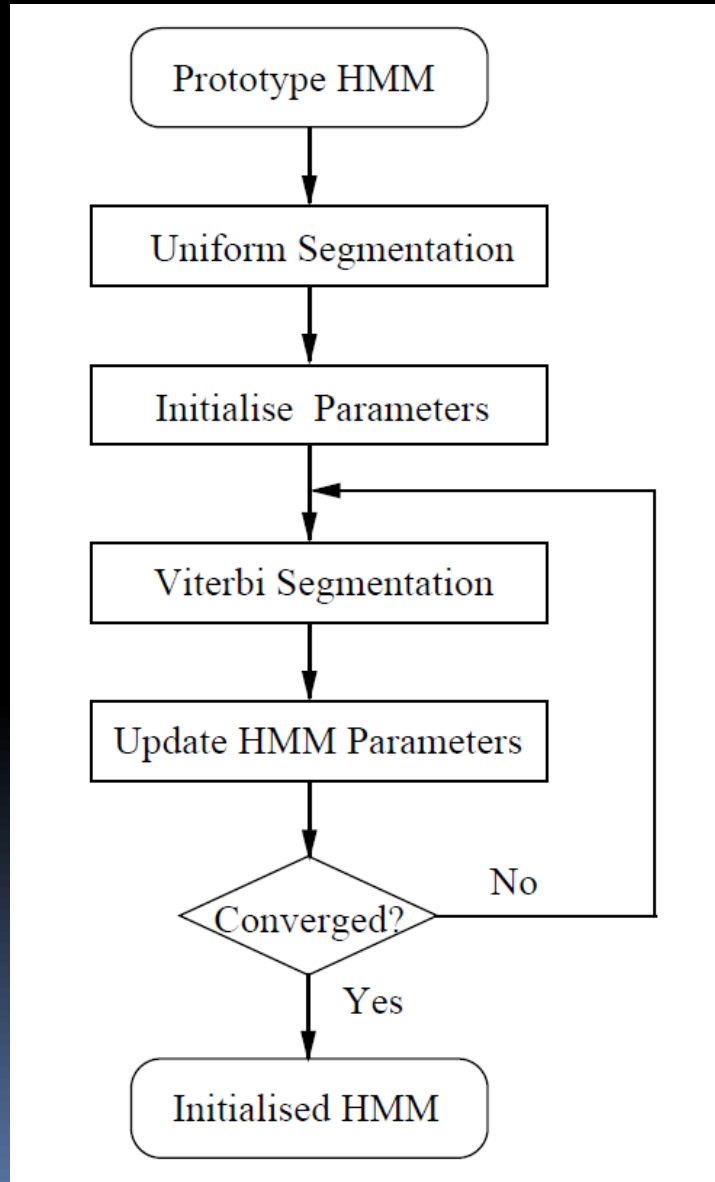 Prototype HMM
Uniform Segmentation
Initialise Parameters
Viterbi Segmentation
Update HMM Parameters
No
Converged?
Yes
Initialised HMM